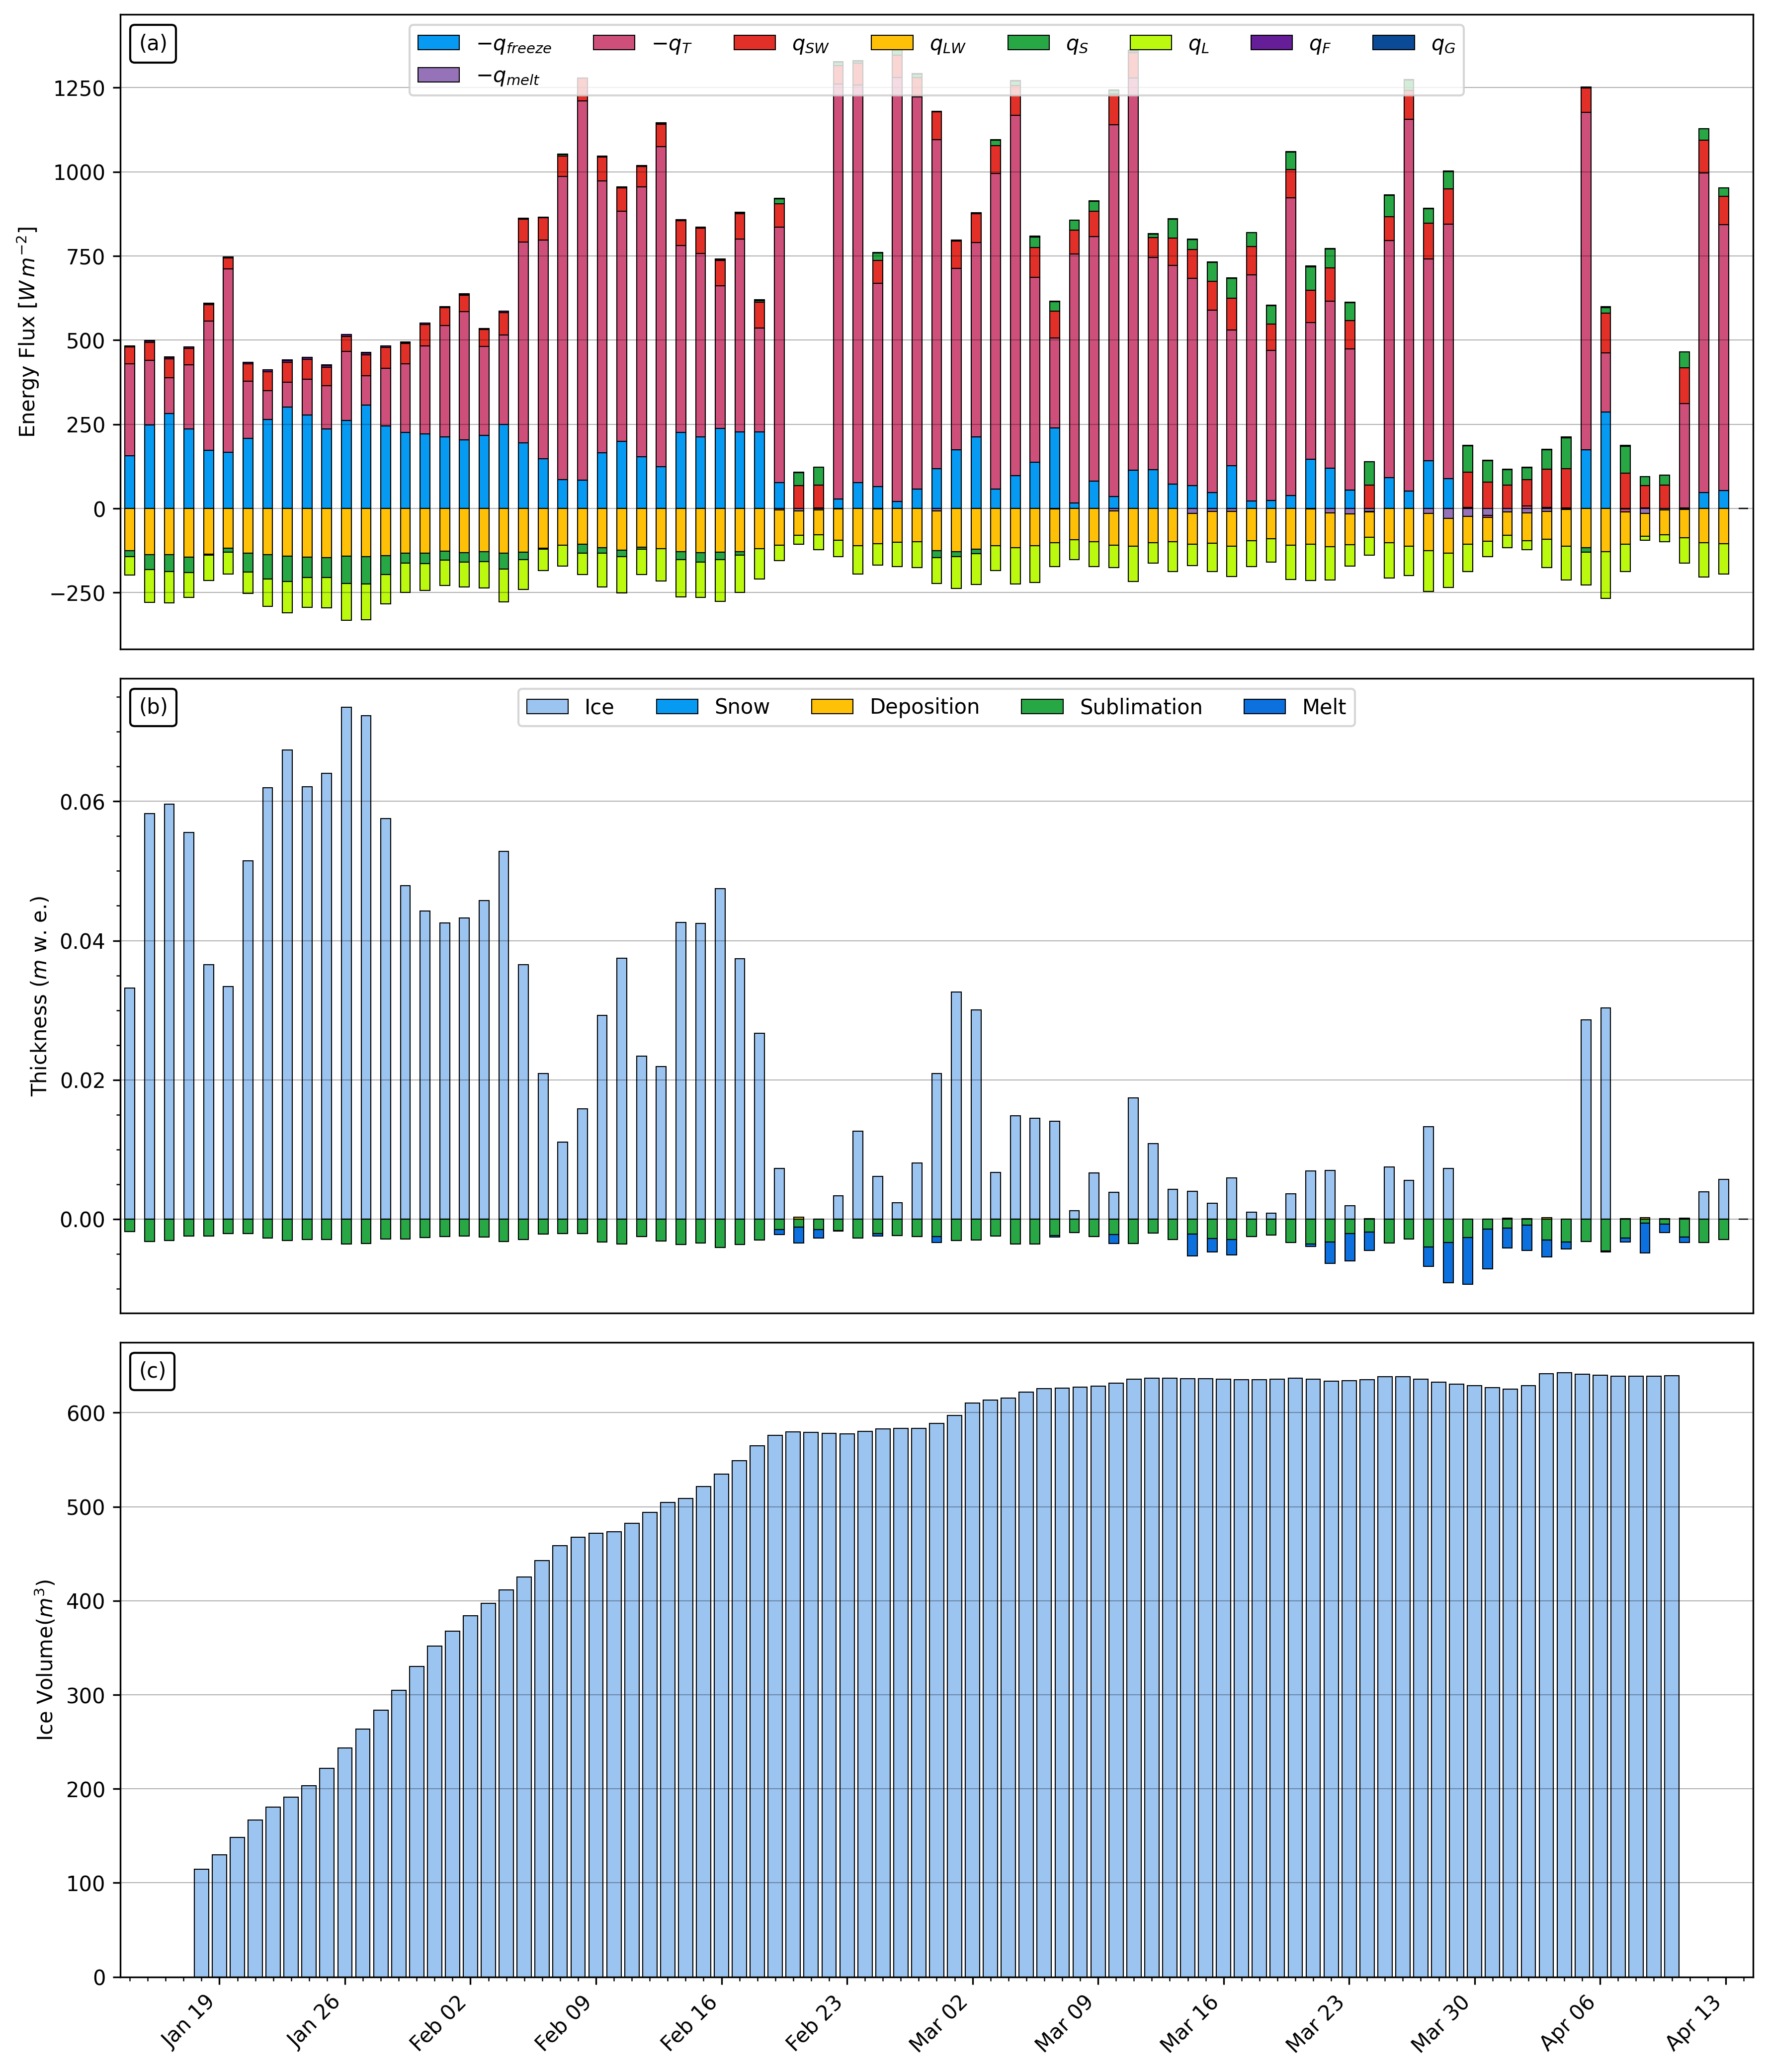 (a)
−q_freeze −q_T q_SW q_LW q_S q_L q_F q_G
−q_melt
1250
1000
750
500
250
0
−250
Energy Flux [W m⁻²]
(b)
Ice Snow Deposition Sublimation Melt
0.06
0.04
0.02
0.00
Thickness (m w. e.)
(c)
600
500
400
300
200
100
0
Ice Volume(m³)
Jan 19 Jan 26 Feb 02 Feb 09 Feb 16 Feb 23 Mar 02 Mar 09 Mar 16 Mar 23 Mar 30 Apr 06 Apr 13